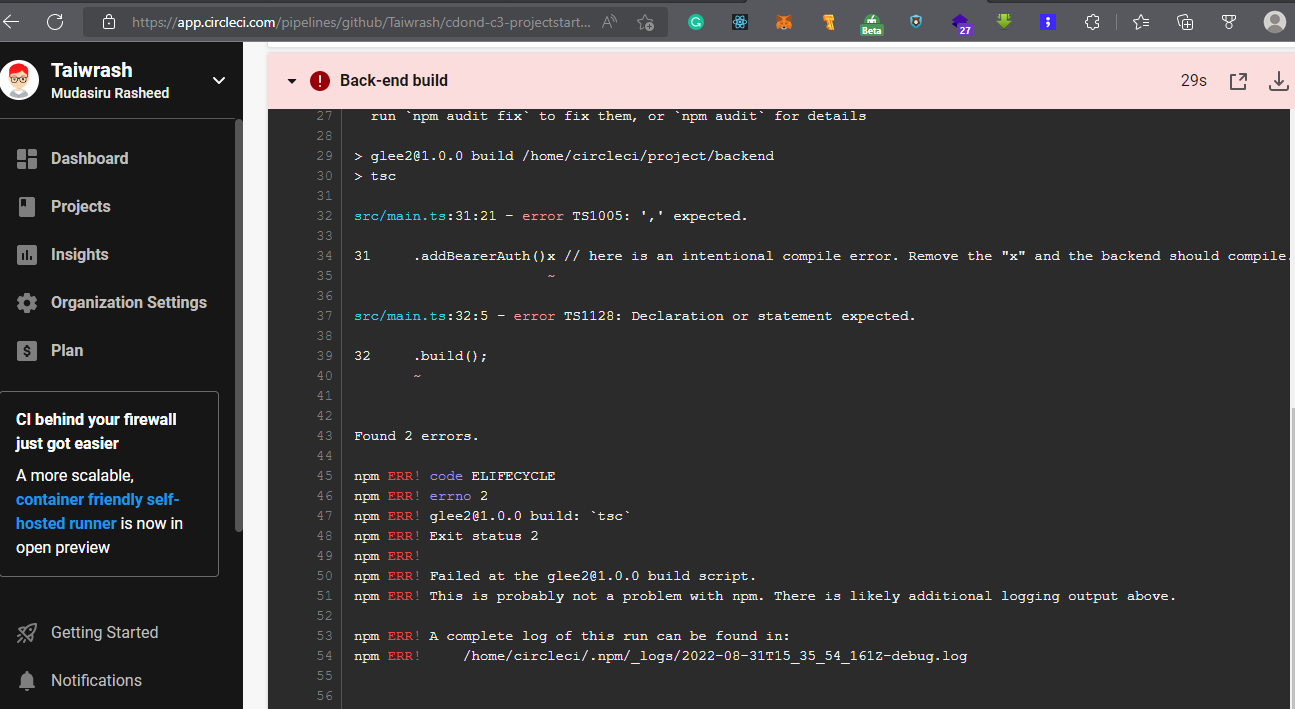 https://app.circleci.com/pipelines/github/Taiwrash/cdond-c3-projectstart...
Beta
27
Taiwrash
Mudasiru Rasheed
Dashboard
Projects
Insights
Organization Settings
Plan
CI behind your firewall
just got easier
A more scalable,
container friendly self-
hosted runner is now in
open preview
Getting Started
Notifications
Back-end build
29s
27 run `npm audit fix` to fix them, or `npm audit` for details
28
29 > glee2@1.0.0 build /home/circleci/project/backend
30 > tsc
31
32 src/main.ts:31:21 - error TS1005: ',' expected.
33
34 31     .addBearerAuth()x // here is an intentional compile error. Remove the "x" and the backend should compile.
35 ~
36
37 src/main.ts:32:5 - error TS1128: Declaration or statement expected.
38
39 32     .build();
40 ~
41
42
43 Found 2 errors.
44
45 npm ERR! code ELIFECYCLE
46 npm ERR! errno 2
47 npm ERR! glee2@1.0.0 build: `tsc`
48 npm ERR! Exit status 2
49 npm ERR!
50 npm ERR! Failed at the glee2@1.0.0 build script.
51 npm ERR! This is probably not a problem with npm. There is likely additional logging output above.
52
53 npm ERR! A complete log of this run can be found in:
54 npm ERR!     /home/circleci/.npm/_logs/2022-08-31T15_35_54_161Z-debug.log
55
56